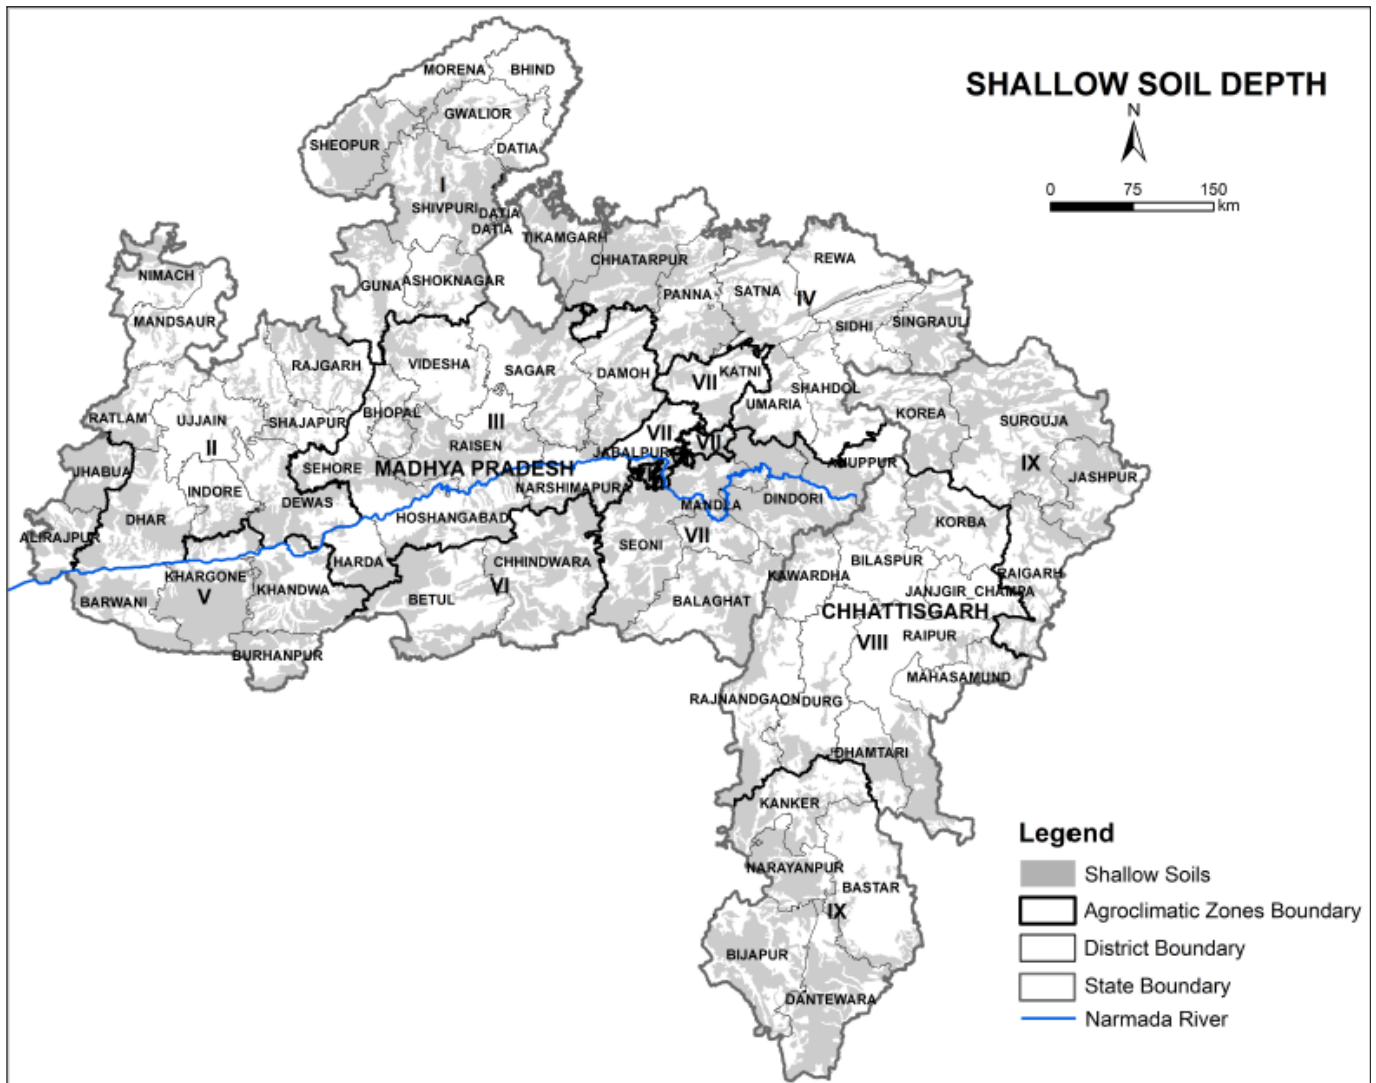 SHALLOW SOIL DEPTH
N
0 75 150
km
MORENA
BHIND
GWALIOR
SHEOPUR
DATIA
I
SHIVPURI
DATIA
DATIA
TIKAMGARH
CHHATARPUR
REWA
NIMACH
GUNA
ASHOKNAGAR
PANNA
SATNA
IV
MANDSAUR
SIDHI
SINGRAULI
RAJGARH
VIDESHA
SAGAR
DAMOH
VII
KATNI
SHAHDOL
UMARIA
RATLAM
UJJAIN
SHAJAPUR
BHOPAL
III
KOREA
SURGUJA
II
RAISEN
VII
VII
JABALPUR
JHABUA
SEHORE
MADHYA PRADESH
ANUPPUR
IX
JASHPUR
INDORE
DEWAS
NARSHIMAPURA
MANDLA
DINDORI
DHAR
HOSHANGABAD
KORBA
ALIRAJPUR
SEONI
VII
HARDA
CHHINDWARA
BILASPUR
KHARGONE
KHANDWA
VI
KAWARDHA
RAIGARH
BARWANI
V
BETUL
BALAGHAT
JANJGIR_CHAMPA
CHHATTISGARH
BURHANPUR
VIII
RAIPUR
MAHASAMUND
RAJNANDGAON
DURG
DHAMTARI
KANKER
NARAYANPUR
BASTAR
IX
BIJAPUR
DANTEWARA
Legend
Shallow Soils
Agroclimatic Zones Boundary
District Boundary
State Boundary
Narmada River